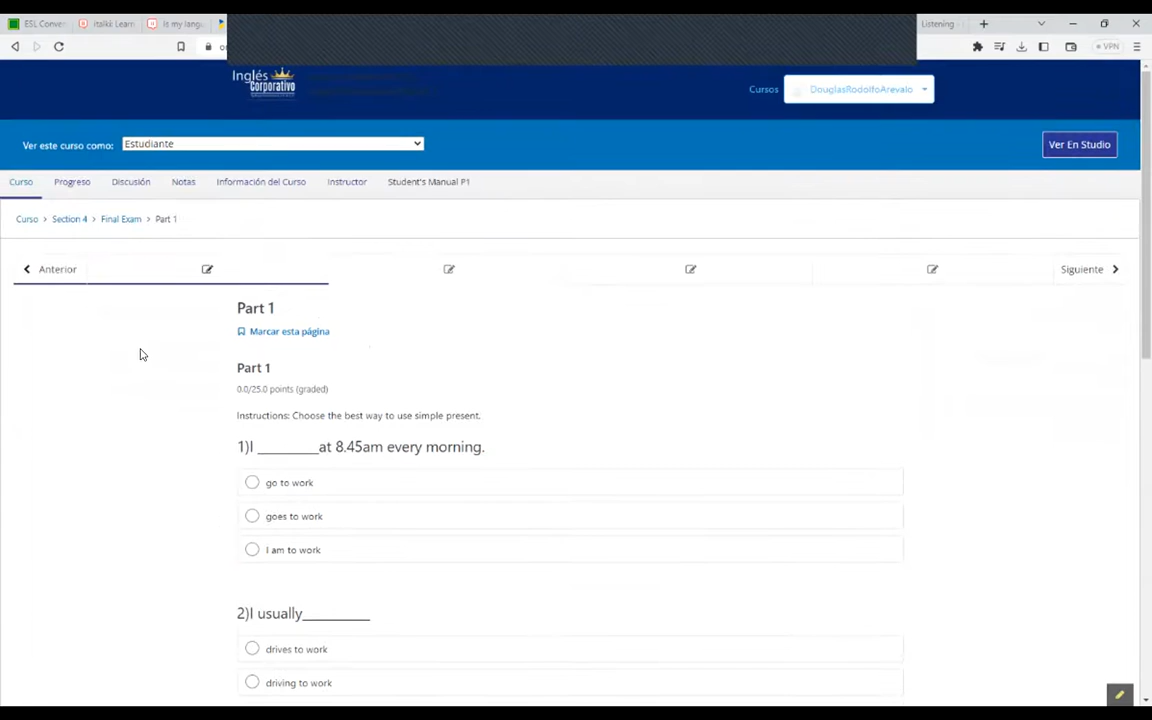 ESL Conver
italki: Learn
Is my lang
Listening
VPN
Inglés
Corporativo
Cursos
DouglasRodolfoArevalo
Ver este curso como:
Estudiante
Ver En Studio
Curso
Progreso
Discusión
Notas
Información del Curso
Instructor
Student's Manual P1
Curso > Section 4 > Final Exam > Part 1
Anterior
Siguiente
Part 1
Marcar esta página
Part 1
0.0/25.0 points (graded)
Instructions: Choose the best way to use simple present.
1)I _________at 8.45am every morning.
go to work
goes to work
I am to work
2)I usually__________
drives to work
driving to work